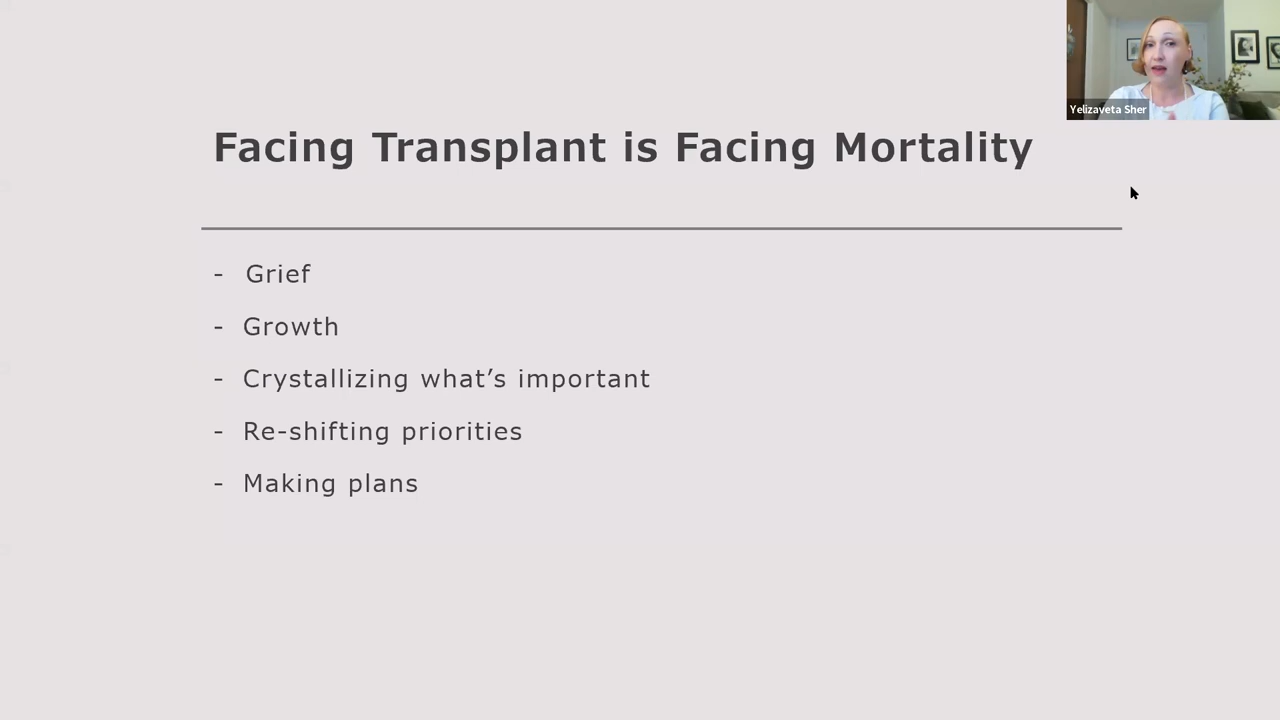 Yelizaveta Sher
Facing Transplant is Facing Mortality
- Grief
- Growth
- Crystallizing what’s important
- Re-shifting priorities
- Making plans